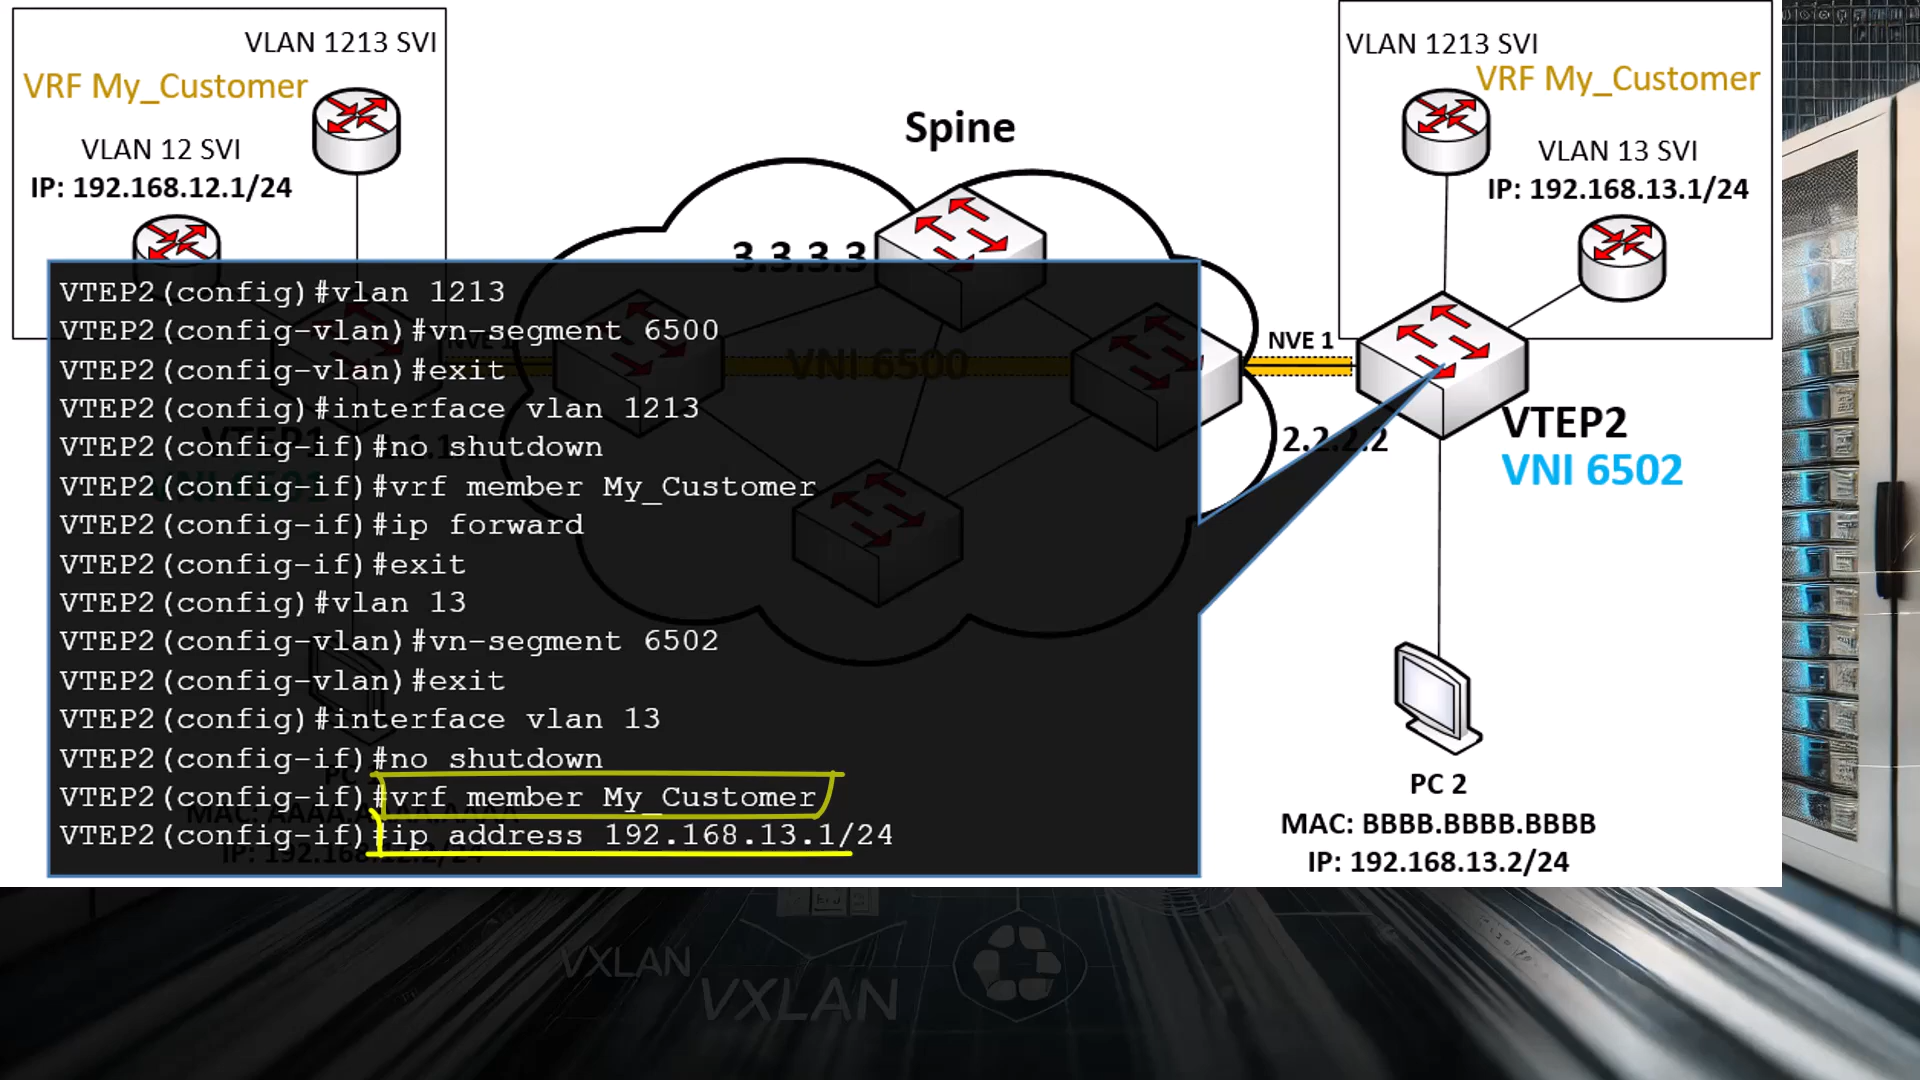 VLAN 1213 SVI
VRF My_Customer
VLAN 12 SVI
IP: 192.168.12.1/24
Spine
3.3.3.3
VLAN 1213 SVI
VRF My_Customer
VLAN 13 SVI
IP: 192.168.13.1/24
NVE 1
VNI 6500
VTEP2(config)#vlan 1213
VTEP2(config-vlan)#vn-segment 6500
VTEP2(config-vlan)#exit
VTEP2(config)#interface vlan 1213
VTEP2(config-if)#no shutdown
VTEP2(config-if)#vrf member My_Customer
VTEP2(config-if)#ip forward
VTEP2(config-if)#exit
VTEP2(config)#vlan 13
VTEP2(config-vlan)#vn-segment 6502
VTEP2(config-vlan)#exit
VTEP2(config)#interface vlan 13
VTEP2(config-if)#no shutdown
VTEP2(config-if)#vrf member My_Customer
VTEP2(config-if)#ip address 192.168.13.1/24
2.2.2.2
VTEP2
VNI 6502
PC 2
MAC: BBBB.BBBB.BBBB
IP: 192.168.13.2/24
VXLAN
VXLAN